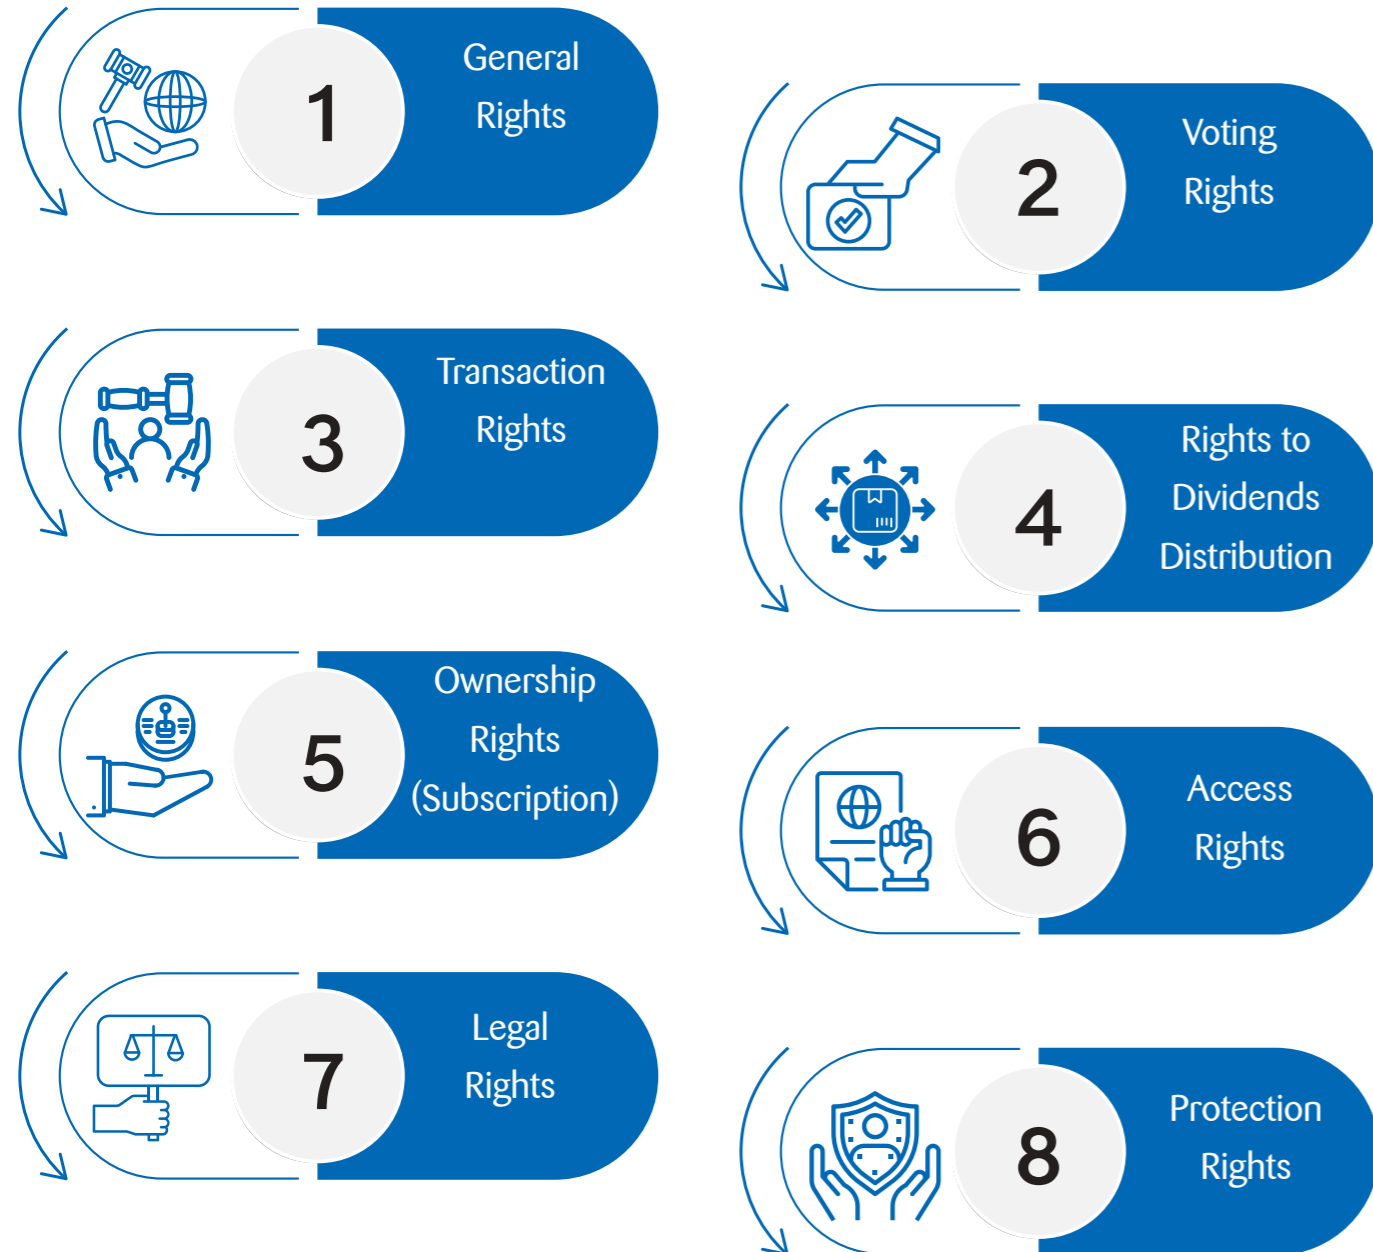 1
General
Rights
2
Voting
Rights
3
Transaction
Rights
4
Rights to
Dividends
Distribution
5
Ownership
Rights
(Subscription)
6
Access
Rights
7
Legal
Rights
8
Protection
Rights